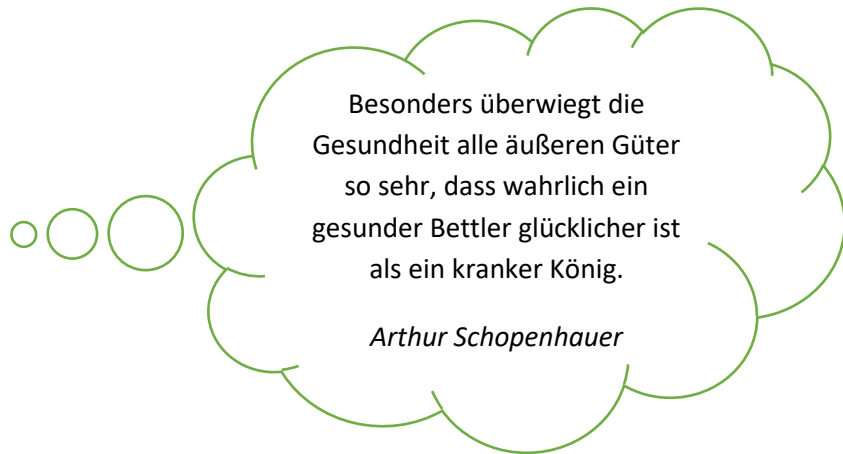 Besonders überwiegt die
Gesundheit alle äußeren Güter
so sehr, dass wahrlich ein
gesunder Bettler glücklicher ist
als ein kranker König.
Arthur Schopenhauer